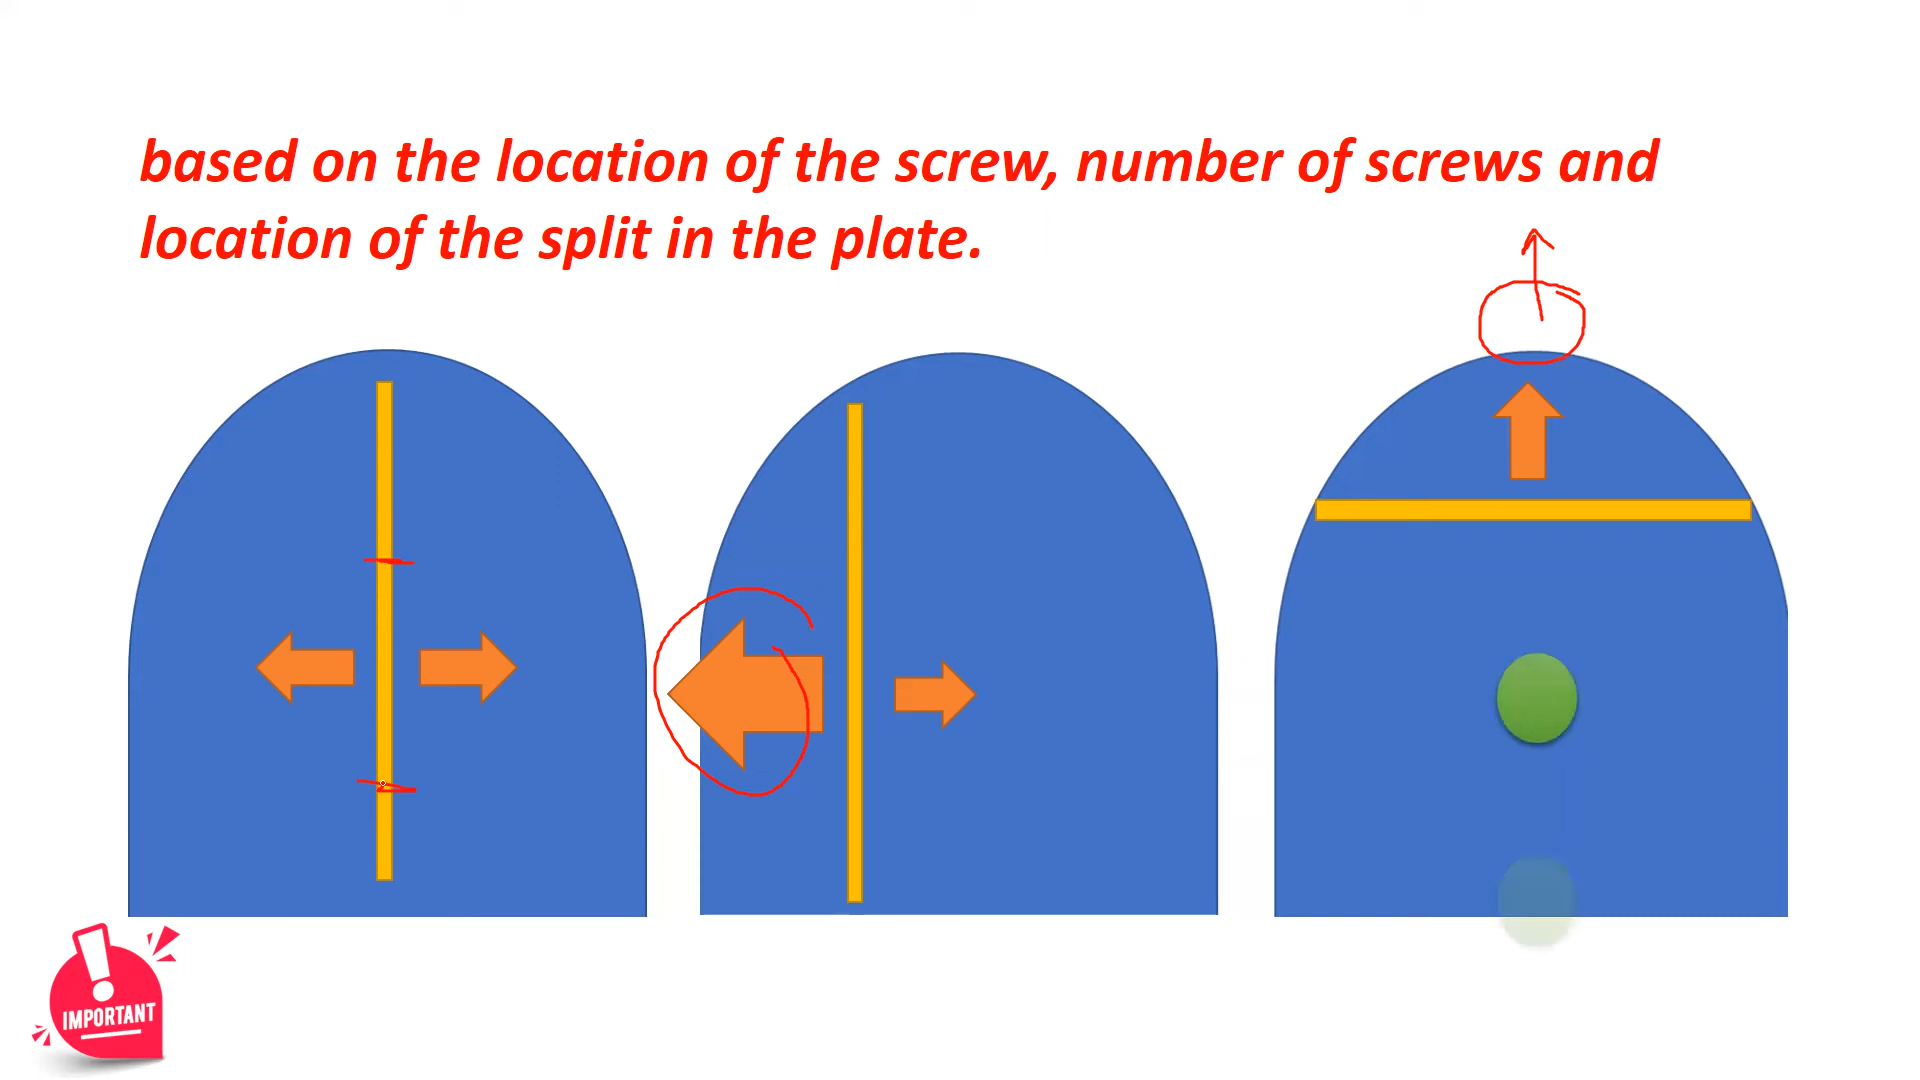 based on the location of the screw, number of screws and
location of the split in the plate.
IMPORTANT